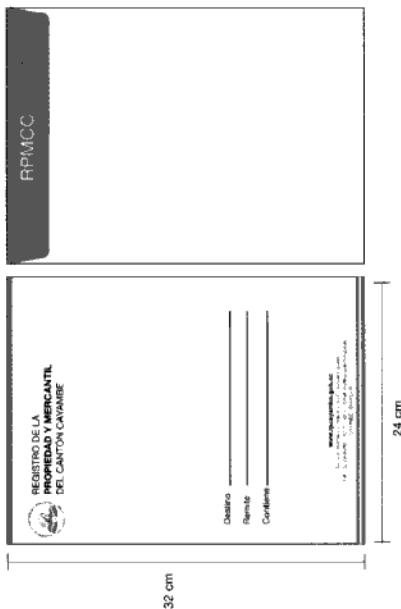 RPMCC
REGISTRO DE LA
PROPIEDAD Y MERCANTIL
DEL CANTÓN CAYAMBE
Destino
Remite
Contiene
32 cm
24 cm